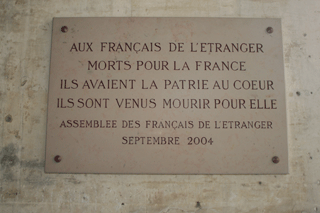 AUX FRANÇAIS DE L'ETRANGER
MORTS POUR LA FRANCE
ILS AVAIENT LA PATRIE AU COEUR
ILS SONT VENUS MOURIR POUR ELLE
ASSEMBLEE DES FRANÇAIS DE L'ETRANGER
SEPTEMBRE 2004